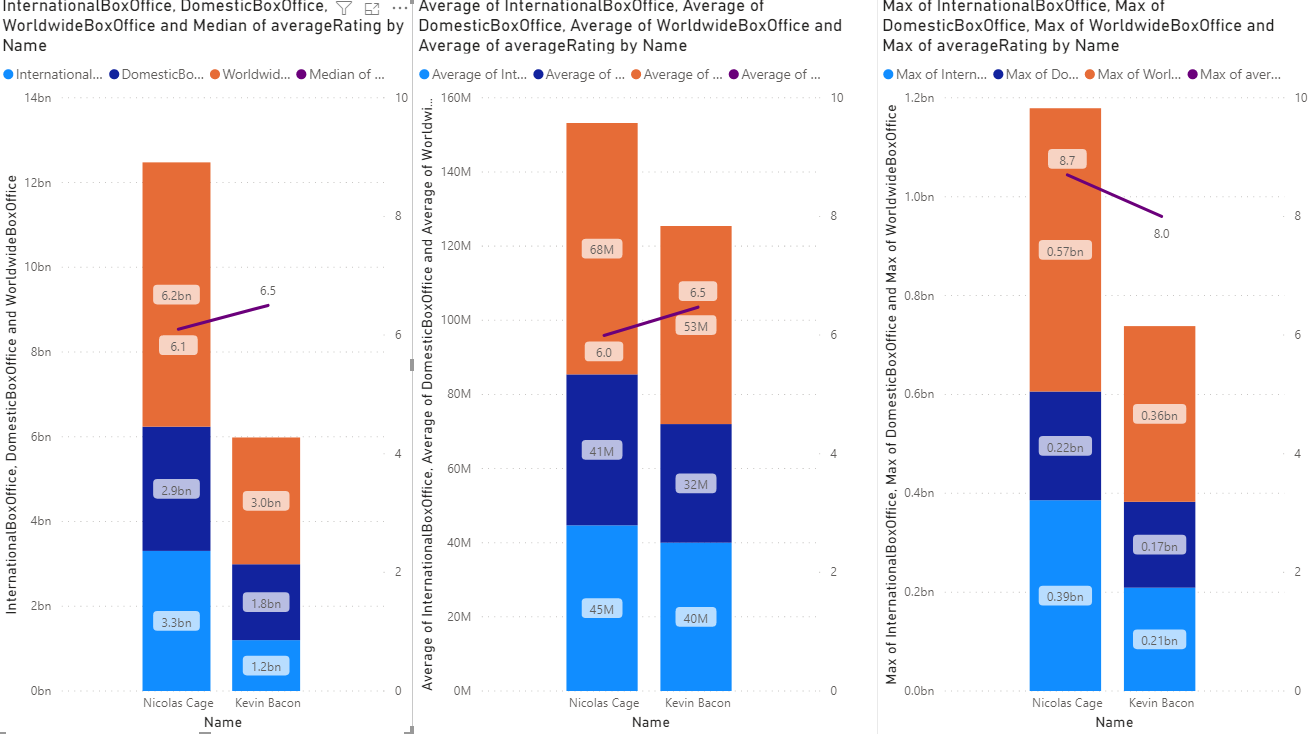 InternationalBoxOffice, DomesticBoxOffice,
WorldwideBoxOffice and Median of averageRating by
Name
International... DomesticBo... Worldwid... Median of ...
InternationalBoxOffice, DomesticBoxOffice and WorldwideBoxOffice
14bn
12bn
10bn
8bn
6bn
4bn
2bn
0bn
10
8
6
4
2
0
6.2bn
6.1
2.9bn
3.3bn
6.5
3.0bn
1.8bn
1.2bn
Nicolas Cage Kevin Bacon
Name
Average of InternationalBoxOffice, Average of
DomesticBoxOffice, Average of WorldwideBoxOffice and
Average of averageRating by Name
Average of Int... Average of ... Average of ... Average of ...
Average of InternationalBoxOffice, Average of DomesticBoxOffice and Average of Worldwi...
160M
140M
120M
100M
80M
60M
40M
20M
0M
10
8
6
4
2
0
68M
6.0
41M
45M
6.5
53M
32M
40M
Nicolas Cage Kevin Bacon
Name
Max of InternationalBoxOffice, Max of
DomesticBoxOffice, Max of WorldwideBoxOffice and
Max of averageRating by Name
Max of Intern... Max of Do... Max of Worl... Max of aver...
Max of InternationalBoxOffice, Max of DomesticBoxOffice and Max of WorldwideBoxOffice
1.2bn
1.0bn
0.8bn
0.6bn
0.4bn
0.2bn
0.0bn
10
8
6
4
2
0
8.7
0.57bn
0.22bn
0.39bn
8.0
0.36bn
0.17bn
0.21bn
Nicolas Cage Kevin Bacon
Name